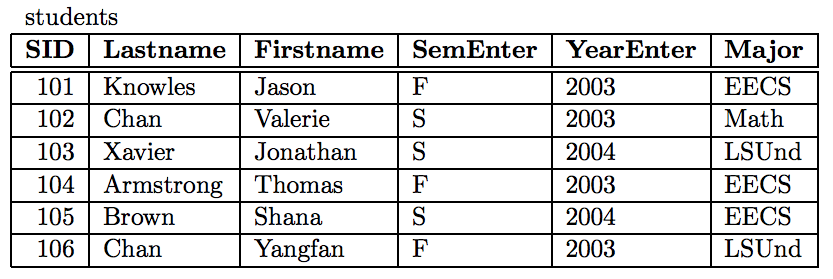 students
SID Lastname Firstname SemEnter YearEnter Major
101 Knowles Jason F 2003 EECS
102 Chan Valerie S 2003 Math
103 Xavier Jonathan S 2004 LSUnd
104 Armstrong Thomas F 2003 EECS
105 Brown Shana S 2004 EECS
106 Chan Yangfan F 2003 LSUnd